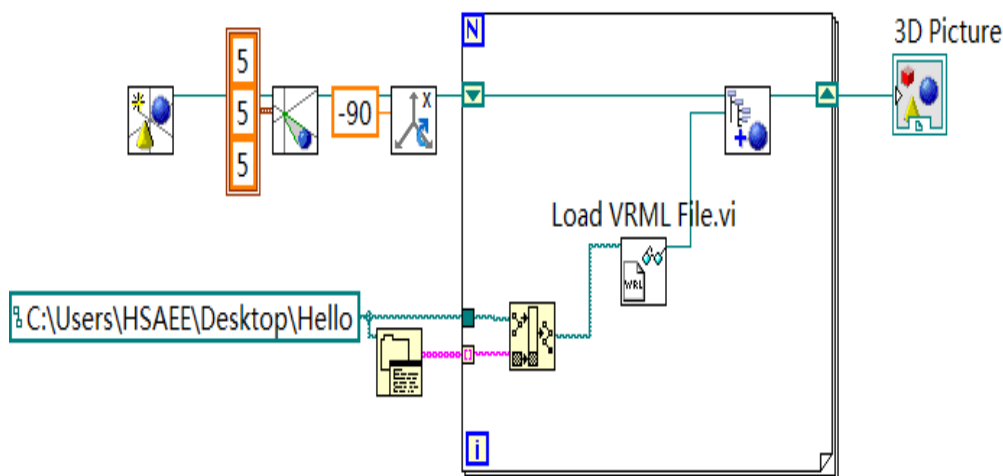 3D Picture
N
5
5
5
-90
X
Load VRML File.vi
WRL
C:\Users\HSAEE\Desktop\Hello
i